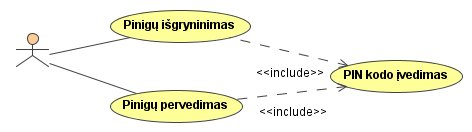 Pinigų išgryninimas
<<include>>
PIN kodo įvedimas
Pinigų pervedimas
<<include>>